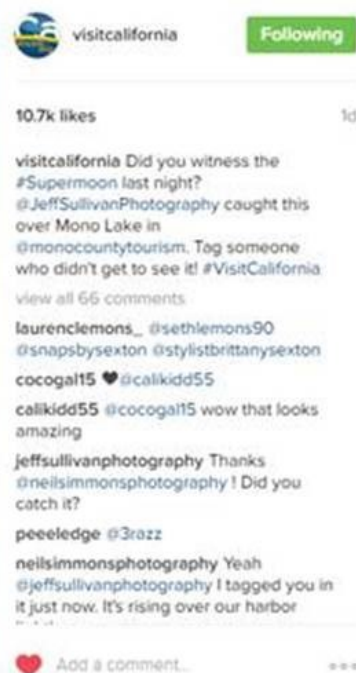 visitcalifornia
Following
10.7k likes
1d
visitcalifornia Did you witness the
#Supermoon last night?
@JeffSullivanPhotography caught this
over Mono Lake in
@monocountytourism. Tag someone
who didn't get to see it! #VisitCalifornia
view all 66 comments
laurenclemons_ @sethlemons90
@snapsbysexton @stylistbrittanysexton
cocogal15 ♥@calikidd55
calikidd55 @cocogal15 wow that looks
amazing
jeffsullivanphotography Thanks
@neilsimmonsphotography ! Did you
catch it?
peeeledge @3razz
neilsimmonsphotography Yeah
@jeffsullivanphotography I tagged you in
it just now. It's rising over our harbor
Add a comment...